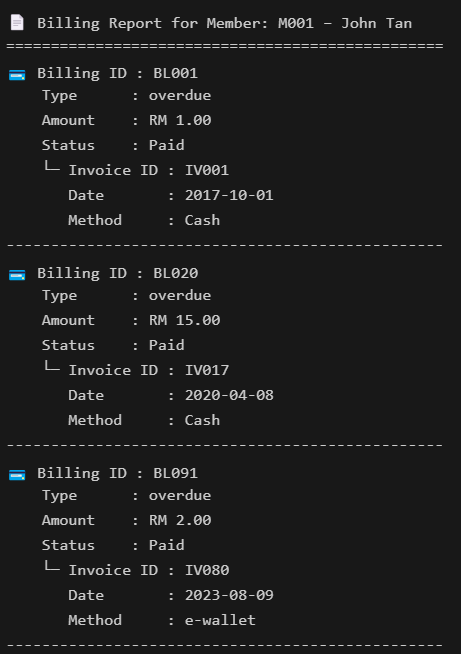 📄 Billing Report for Member: M001 – John Tan
=================================================
💳 Billing ID : BL001
Type : overdue
Amount : RM 1.00
Status : Paid
└─ Invoice ID : IV001
Date : 2017-10-01
Method : Cash
-------------------------------------------------
💳 Billing ID : BL020
Type : overdue
Amount : RM 15.00
Status : Paid
└─ Invoice ID : IV017
Date : 2020-04-08
Method : Cash
-------------------------------------------------
💳 Billing ID : BL091
Type : overdue
Amount : RM 2.00
Status : Paid
└─ Invoice ID : IV080
Date : 2023-08-09
Method : e-wallet
-------------------------------------------------